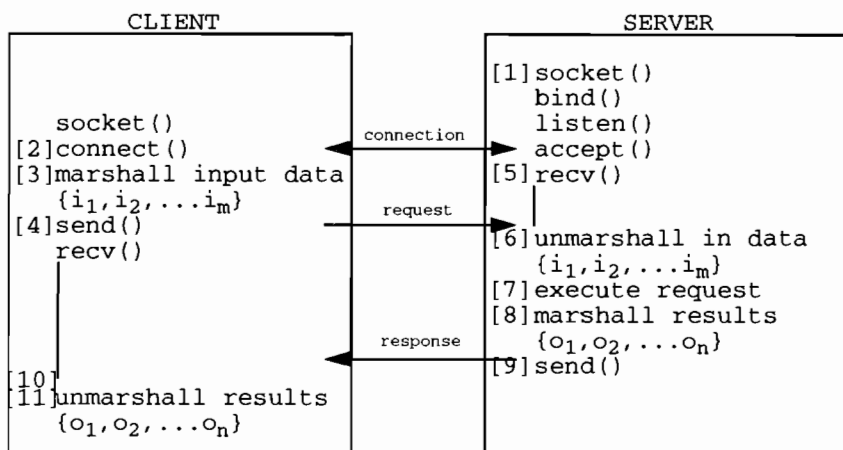 CLIENT
socket()
[2]connect()
[3]marshall input data
{i₁,i₂,...iₘ}
[4]send()
recv()
[10]
[11]unmarshall results
{o₁,o₂,...oₙ}
connection
request
response
SERVER
[1]socket()
bind()
listen()
accept()
[5]recv()
[6]unmarshall in data
{i₁,i₂,...iₘ}
[7]execute request
[8]marshall results
{o₁,o₂,...oₙ}
[9]send()